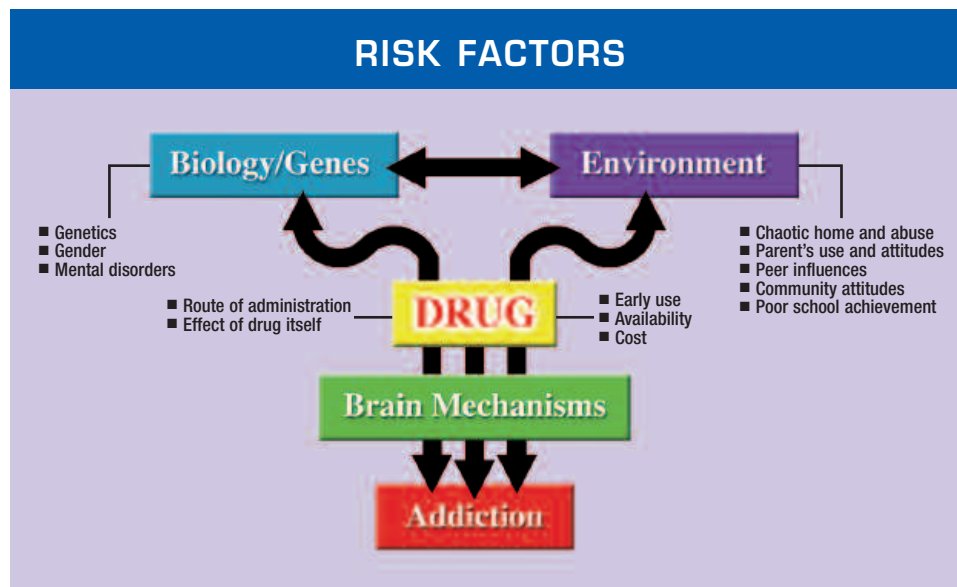 RISK FACTORS
Biology/Genes
Environment
■ Genetics
■ Gender
■ Mental disorders
■ Chaotic home and abuse
■ Parent's use and attitudes
■ Peer influences
■ Community attitudes
■ Poor school achievement
■ Route of administration
■ Effect of drug itself
DRUG
■ Early use
■ Availability
■ Cost
Brain Mechanisms
Addiction